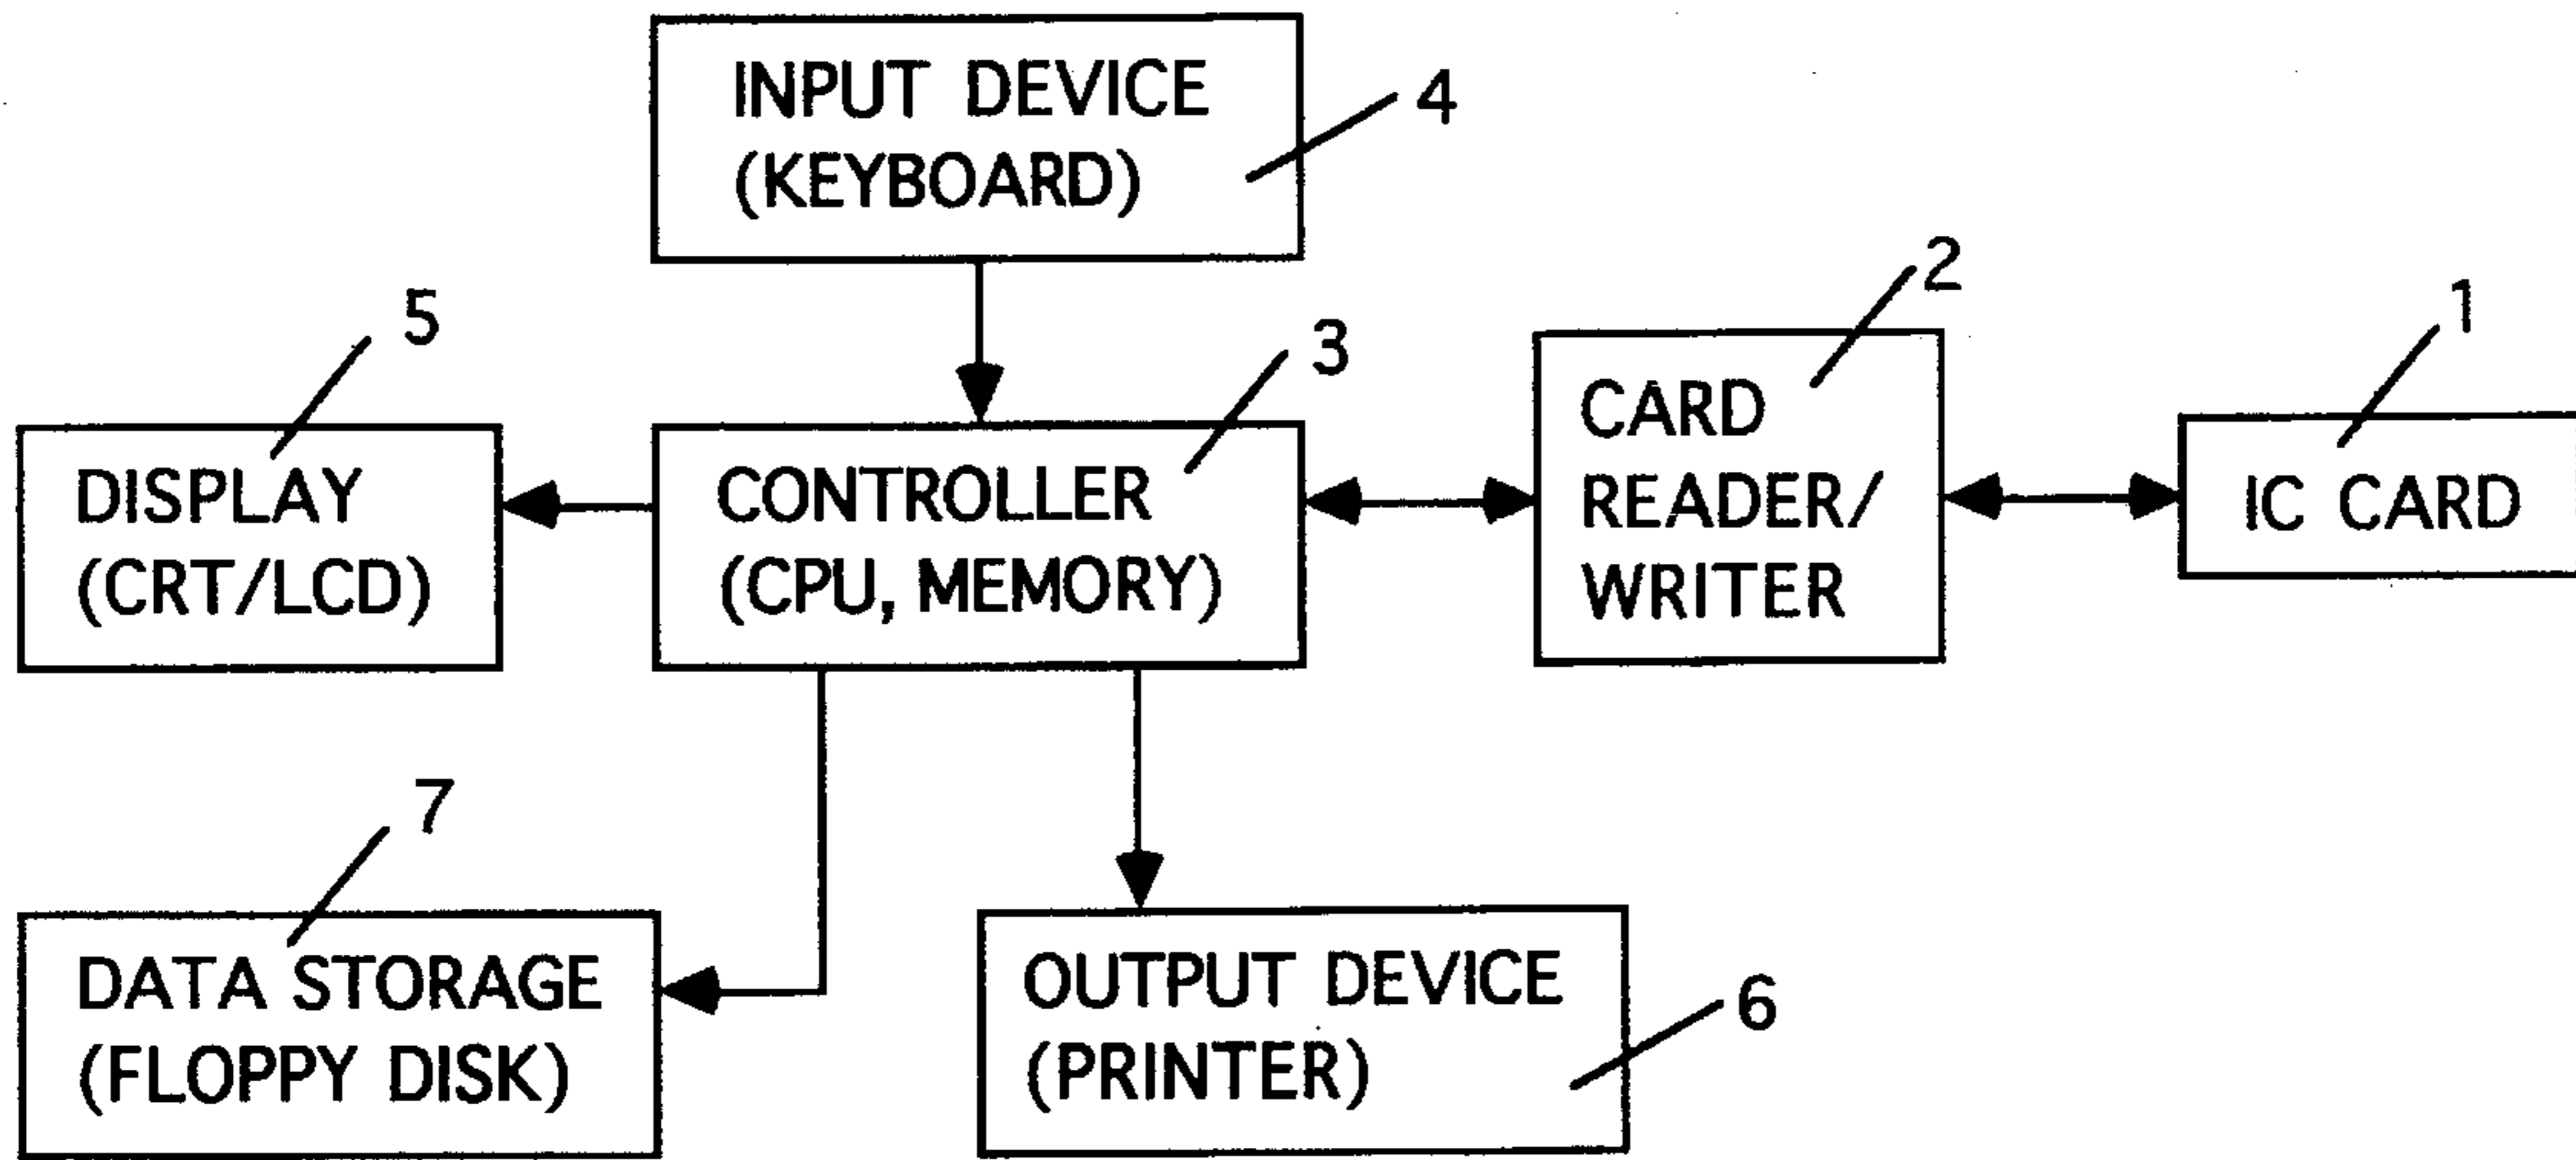 INPUT DEVICE
(KEYBOARD)
4
5
DISPLAY
(CRT/LCD)
3
CONTROLLER
(CPU, MEMORY)
2
CARD
READER/
WRITER
1
IC CARD
7
DATA STORAGE
(FLOPPY DISK)
OUTPUT DEVICE
(PRINTER)
6